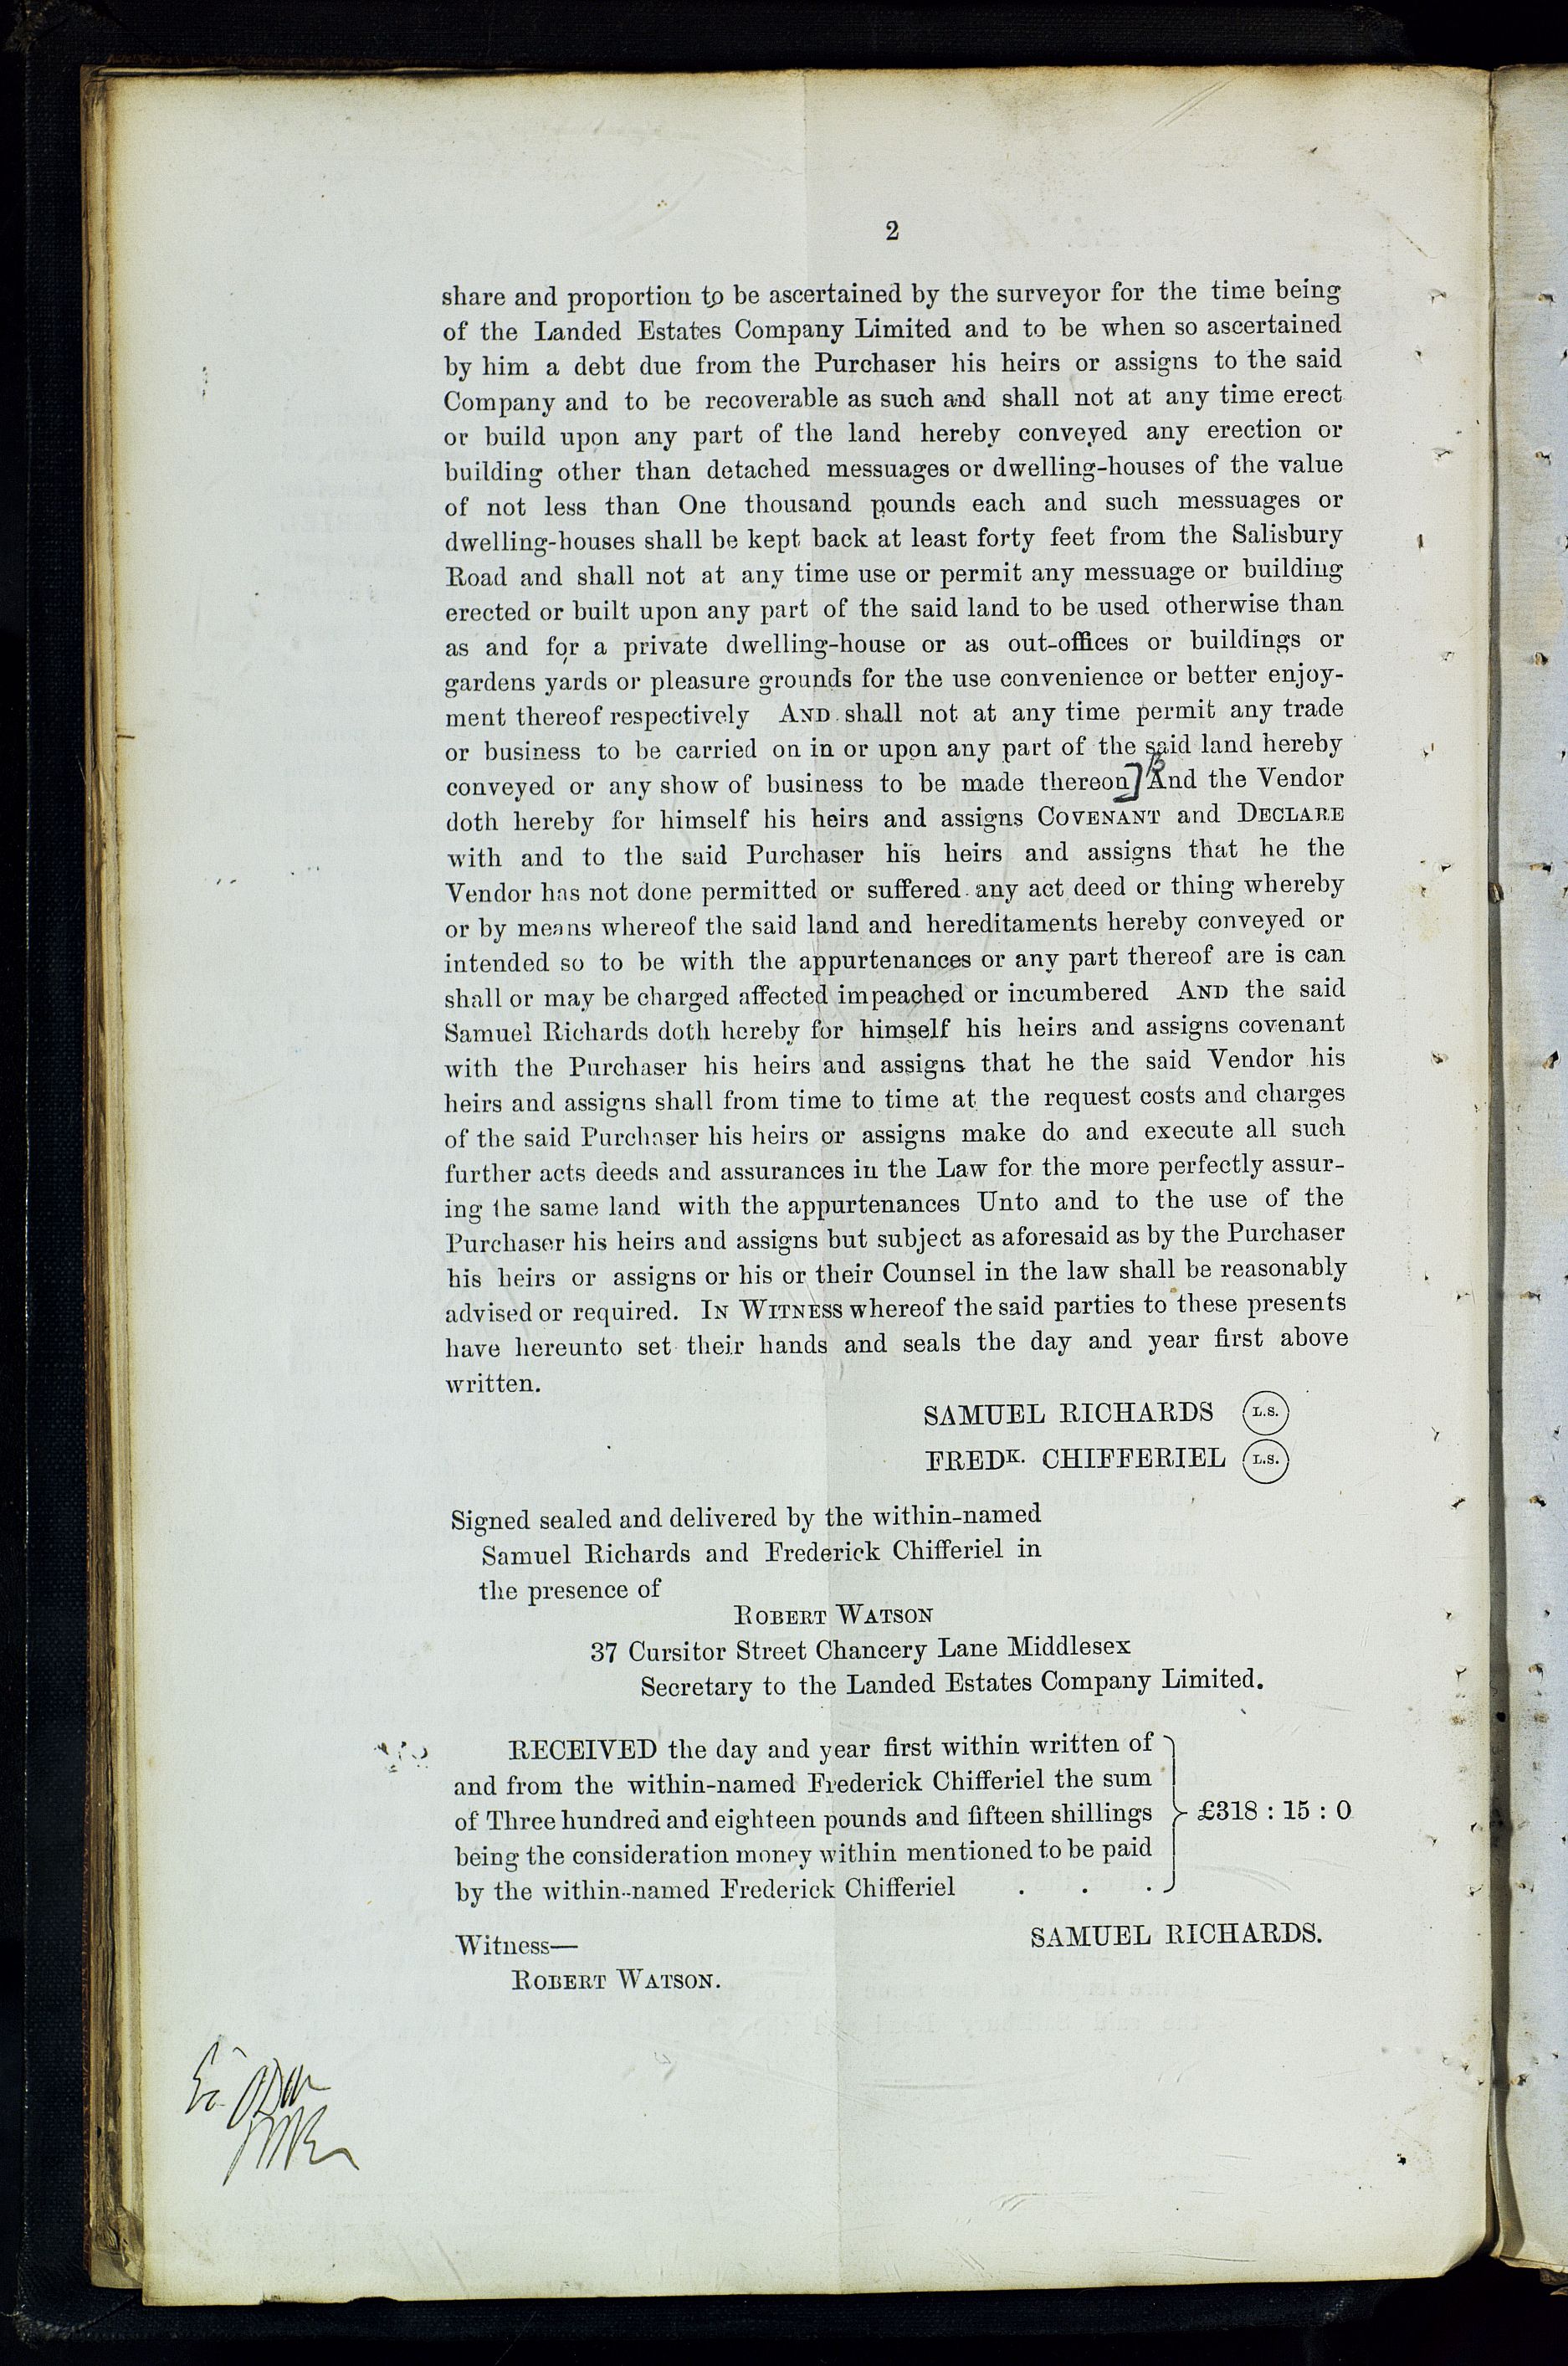 2
share and proportion to be ascertained by the surveyor for the time being
of the Landed Estates Company Limited and to be when so ascertained
by him a debt due from the Purchaser his heirs or assigns to the said
Company and to be recoverable as such and shall not at any time erect
or build upon any part of the land hereby conveyed any erection or
building other than detached messuages or dwelling-houses of the value
of not less than One thousand pounds each and such messuages or
dwelling-houses shall be kept back at least forty feet from the Salisbury
Road and shall not at any time use or permit any messuage or building
erected or built upon any part of the said land to be used otherwise than
as and for a private dwelling-house or as out-offices or buildings or
gardens yards or pleasure grounds for the use convenience or better enjoy-
ment thereof respectively AND shall not at any time permit any trade
or business to be carried on in or upon any part of the said land hereby
conveyed or any show of business to be made thereon] And the Vendor
doth hereby for himself his heirs and assigns COVENANT and DECLARE
with and to the said Purchaser his heirs and assigns that he the
Vendor has not done permitted or suffered any act deed or thing whereby
or by means whereof the said land and hereditaments hereby conveyed or
intended so to be with the appurtenances or any part thereof are is can
shall or may be charged affected impeached or incumbered AND the said
Samuel Richards doth hereby for himself his heirs and assigns covenant
with the Purchaser his heirs and assigns that he the said Vendor his
heirs and assigns shall from time to time at the request costs and charges
of the said Purchaser his heirs or assigns make do and execute all such
further acts deeds and assurances in the Law for the more perfectly assur-
ing the same land with the appurtenances Unto and to the use of the
Purchaser his heirs and assigns but subject as aforesaid as by the Purchaser
his heirs or assigns or his or their Counsel in the law shall be reasonably
advised or required. IN WITNESS whereof the said parties to these presents
have hereunto set their hands and seals the day and year first above
written.
SAMUEL RICHARDS L.S.
FREDK. CHIFFERIEL L.S.
Signed sealed and delivered by the within-named
Samuel Richards and Frederick Chifferiel in
the presence of
ROBERT WATSON
37 Cursitor Street Chancery Lane Middlesex
Secretary to the Landed Estates Company Limited.
RECEIVED the day and year first within written of
and from the within-named Frederick Chifferiel the sum
of Three hundred and eighteen pounds and fifteen shillings £318 : 15 : 0
being the consideration money within mentioned to be paid
by the within-named Frederick Chifferiel . . .
SAMUEL RICHARDS.
Witness—
ROBERT WATSON.